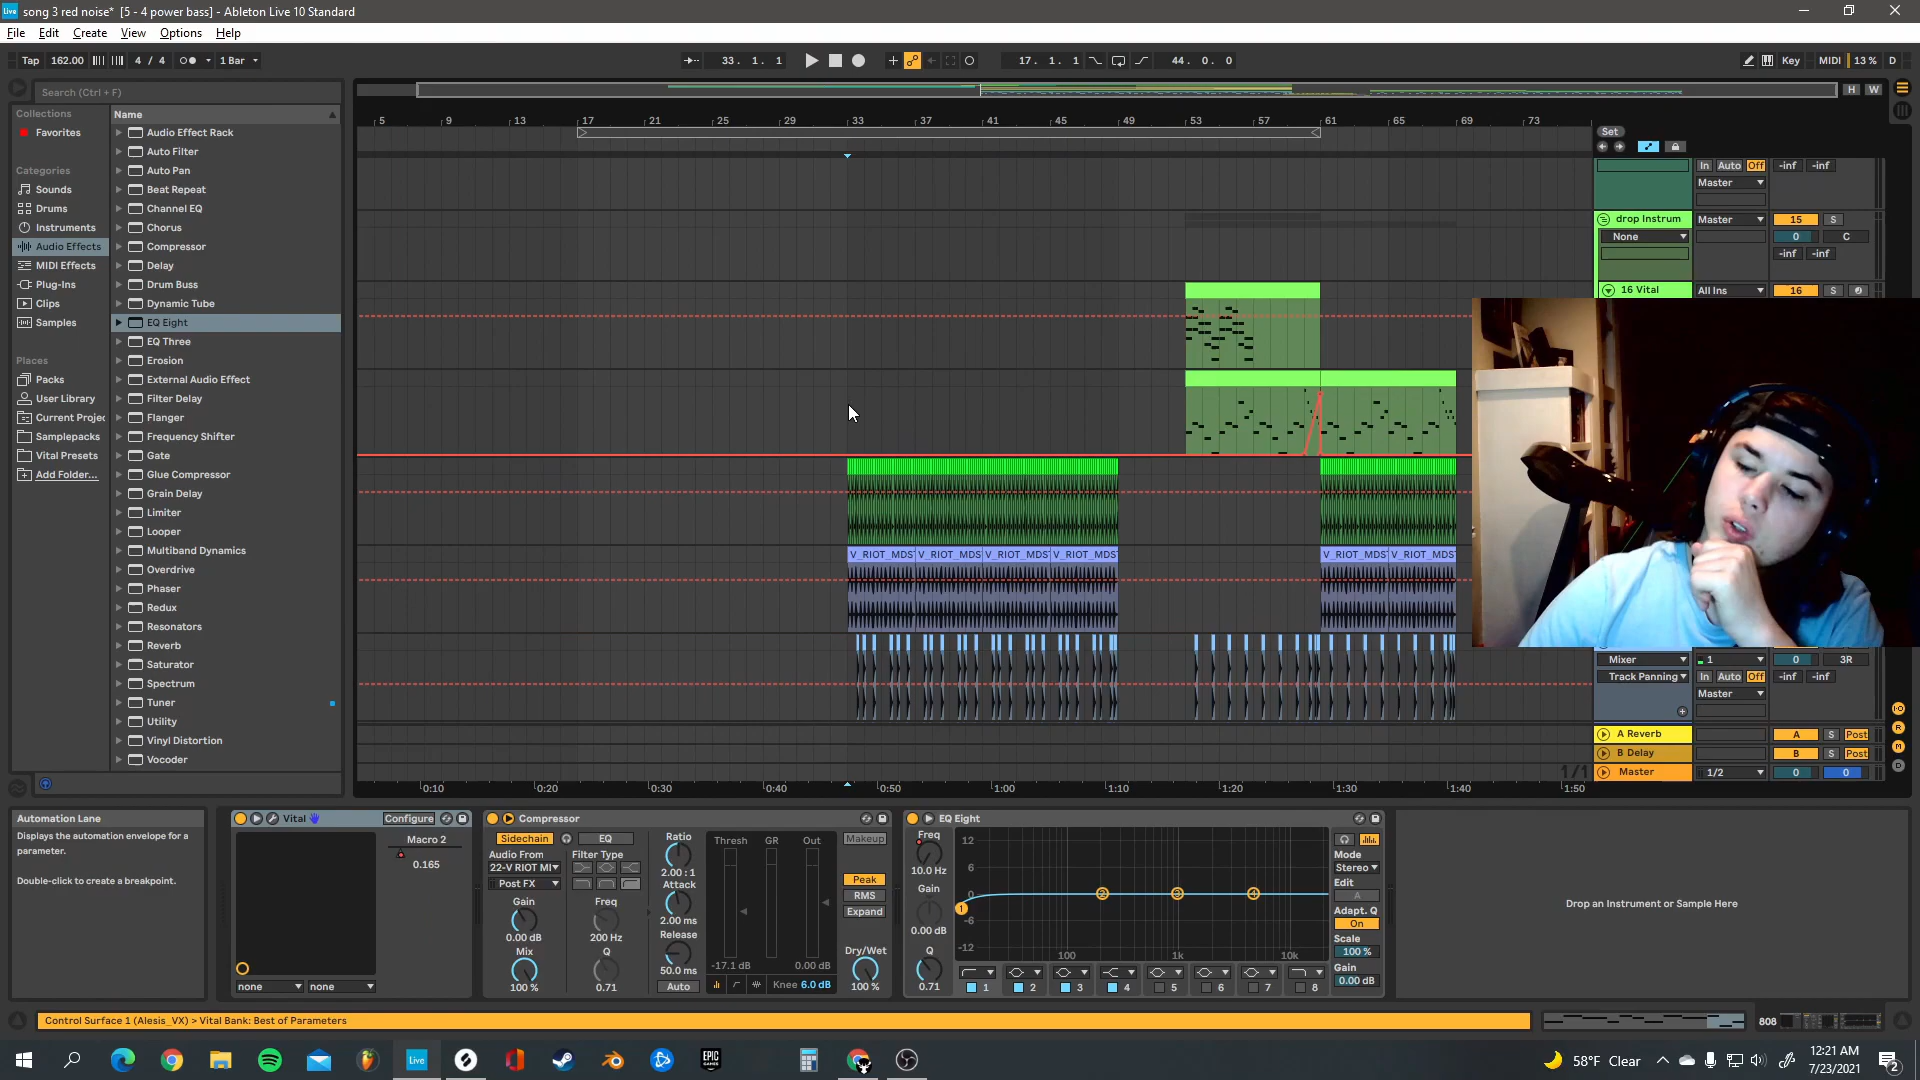 song 3 red noise*  [5 - 4 power bass] - Ableton Live 10 Standard
File Edit Create View Options Help
Tap 162.00 4 / 4 1 Bar 33. 1. 1 17. 1. 1 44. 0. 0 Key MIDI 13 % D
Search (Ctrl + F)
H W
Collections
Favorites
Categories
Sounds
Drums
Instruments
Audio Effects
MIDI Effects
Plug-Ins
Clips
Samples
Places
Packs
User Library
Current Projec
Samplepacks
Vital Presets
Add Folder...
Name
Audio Effect Rack
Auto Filter
Auto Pan
Beat Repeat
Channel EQ
Chorus
Compressor
Delay
Drum Buss
Dynamic Tube
EQ Eight
EQ Three
Erosion
External Audio Effect
Filter Delay
Flanger
Frequency Shifter
Gate
Glue Compressor
Grain Delay
Limiter
Looper
Multiband Dynamics
Overdrive
Phaser
Redux
Resonators
Reverb
Saturator
Spectrum
Tuner
Utility
Vinyl Distortion
Vocoder
5 9 13 17 21 25 29 33 37 41 45 49 53 57 61 65 69 73
Set
In Auto Off -inf -inf
Master
drop Instrum Master 15 S
None 0 C
-inf -inf
16 Vital All Ins 16 S
V_RIOT_MDS V_RIOT_MDS V_RIOT_MDS V_RIOT_MDS V_RIOT_MDS V_RIOT_MDS
Mixer 1 0 3R
Track Panning In Auto Off -inf -inf
Master
A Reverb A S Post
B Delay B S Post
1/1 Master 1/2 0 0
0:10 0:20 0:30 0:40 0:50 1:00 1:10 1:20 1:30 1:40 1:50
Automation Lane
Displays the automation envelope for a
parameter.
Double-click to create a breakpoint.
Vital Configure
Macro 2
0.165
none none
Compressor
Sidechain EQ
Audio From Filter Type
22-V RIOT MI
Post FX
Gain Freq
0.00 dB 200 Hz
Mix Q
100 % 0.71
Ratio
2.00 : 1
Attack
2.00 ms
Release
50.0 ms
Auto
Thresh GR Out
-17.1 dB 0.00 dB
Knee 6.0 dB
Makeup
Peak
RMS
Expand
Dry/Wet
100 %
EQ Eight
Freq
10.0 Hz
Gain
0.00 dB
Q
0.71
12
6
0
-6
-12
100 1k 10k
1 2 3 4
1 2 3 4 5 6 7 8
Mode
Stereo
Edit
A
Adapt. Q
On
Scale
100 %
Gain
0.00 dB
Drop an Instrument or Sample Here
Control Surface 1 (Alesis_VX) > Vital Bank: Best of Parameters
808
Live
58°F Clear
12:21 AM
7/23/2021
2